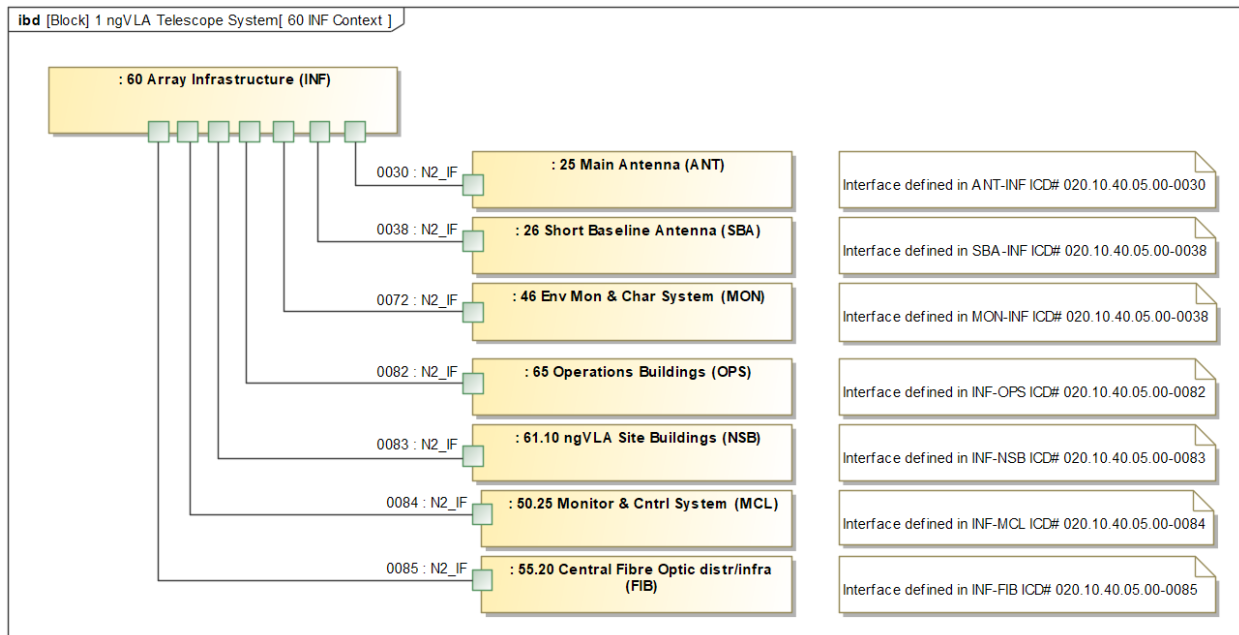 ibd [Block] 1 ngVLA Telescope System[ 60 INF Context ]
: 60 Array Infrastructure (INF)
0030 : N2_IF
: 25 Main Antenna (ANT)
Interface defined in ANT-INF ICD# 020.10.40.05.00-0030
0038 : N2_IF
: 26 Short Baseline Antenna (SBA)
Interface defined in SBA-INF ICD# 020.10.40.05.00-0038
0072 : N2_IF
: 46 Env Mon & Char System (MON)
Interface defined in MON-INF ICD# 020.10.40.05.00-0038
0082 : N2_IF
: 65 Operations Buildings (OPS)
Interface defined in INF-OPS ICD# 020.10.40.05.00-0082
0083 : N2_IF
: 61.10 ngVLA Site Buildings (NSB)
Interface defined in INF-NSB ICD# 020.10.40.05.00-0083
0084 : N2_IF
: 50.25 Monitor & Cntrl System (MCL)
Interface defined in INF-MCL ICD# 020.10.40.05.00-0084
0085 : N2_IF
: 55.20 Central Fibre Optic distr/infra
(FIB)
Interface defined in INF-FIB ICD# 020.10.40.05.00-0085